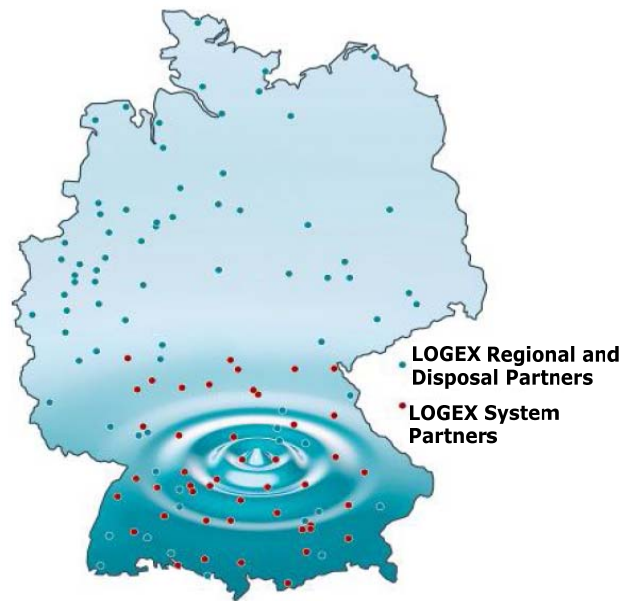 LOGEX Regional and
Disposal Partners
LOGEX System
Partners